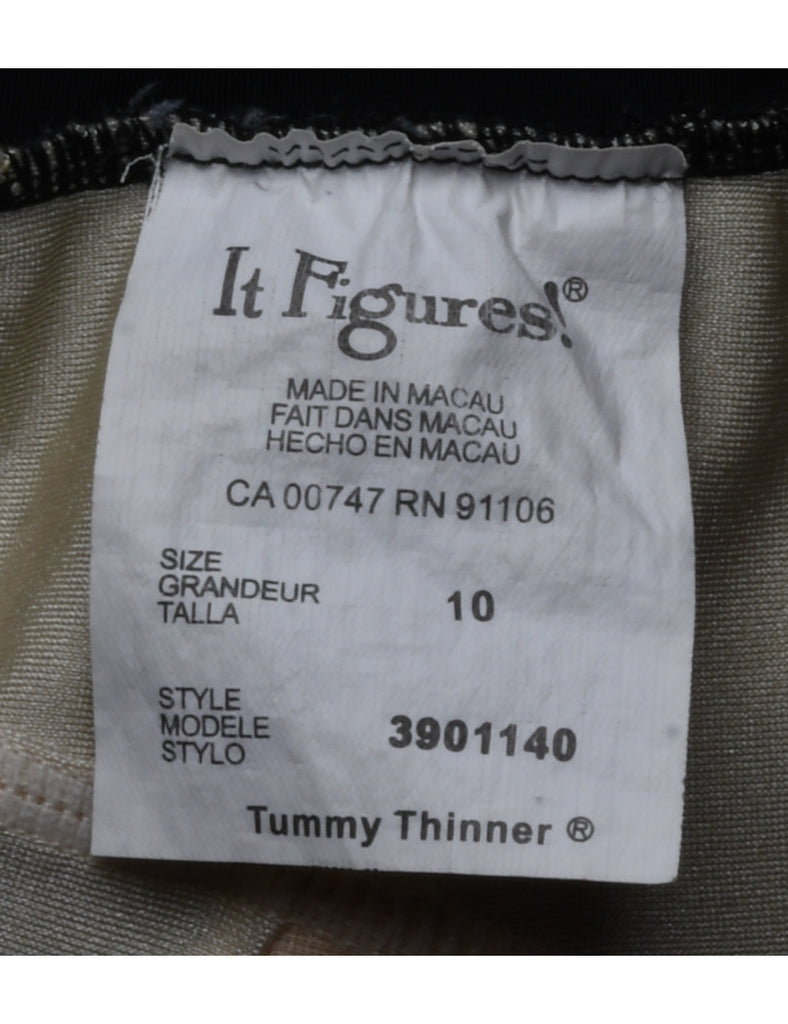 It Figures!®
MADE IN MACAU
FAIT DANS MACAU
HECHO EN MACAU
CA 00747 RN 91106
SIZE
GRANDEUR 10
TALLA
STYLE
MODELE 3901140
STYLO
Tummy Thinner ®